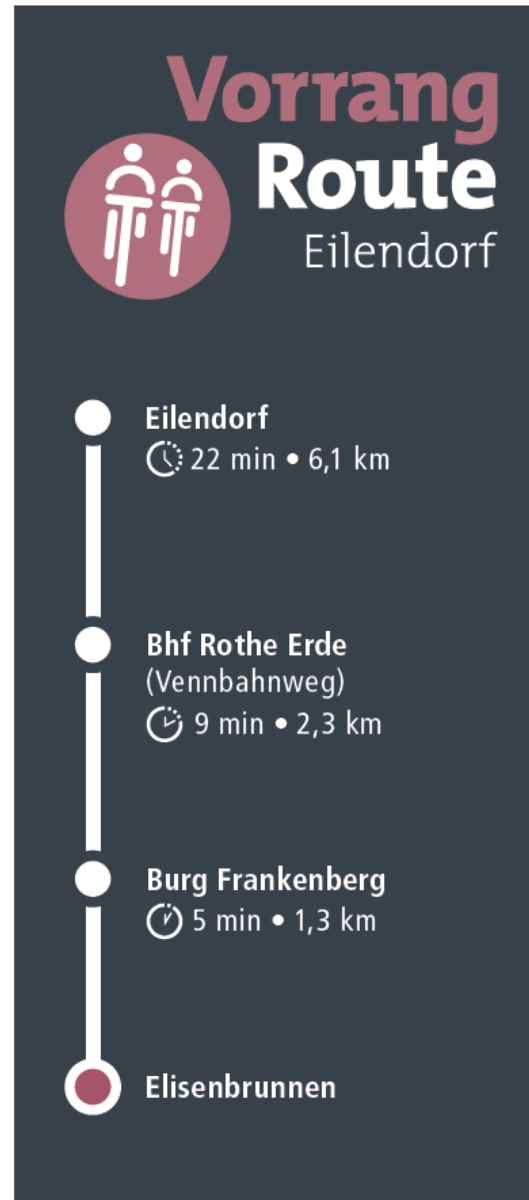 Vorrang
Route
Eilendorf
Eilendorf
22 min • 6,1 km
Bhf Rothe Erde
(Vennbahnweg)
9 min • 2,3 km
Burg Frankenberg
5 min • 1,3 km
Elisenbrunnen